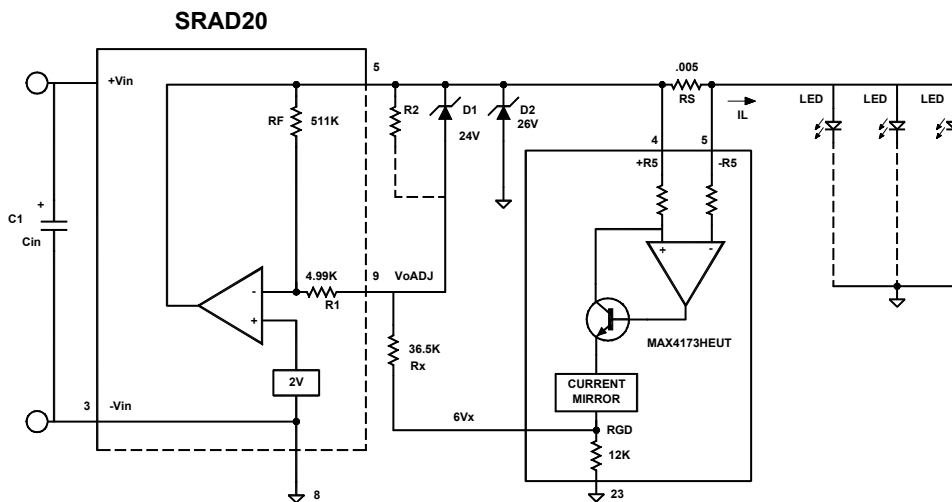 SRAD20
5
.005
+Vin
RS
LED
LED
LED
R2
D1
D2
IL
RF
511K
24V
26V
4
5
+R5
-R5
+
C1
Cin
4.99K
9
VoADJ
-
R1
+
-
+
36.5K
Rx
MAX4173HEUT
2V
CURRENT
MIRROR
3
-Vin
6Vx
RGD
12K
8
23